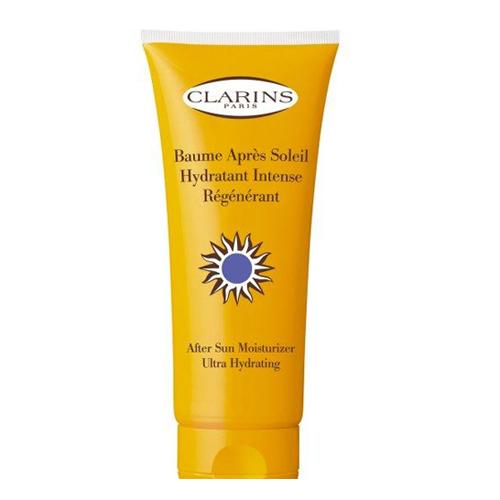 CLARINS
PARIS
Baume Après Soleil
Hydratant Intense
Régénérant
After Sun Moisturizer
Ultra Hydrating